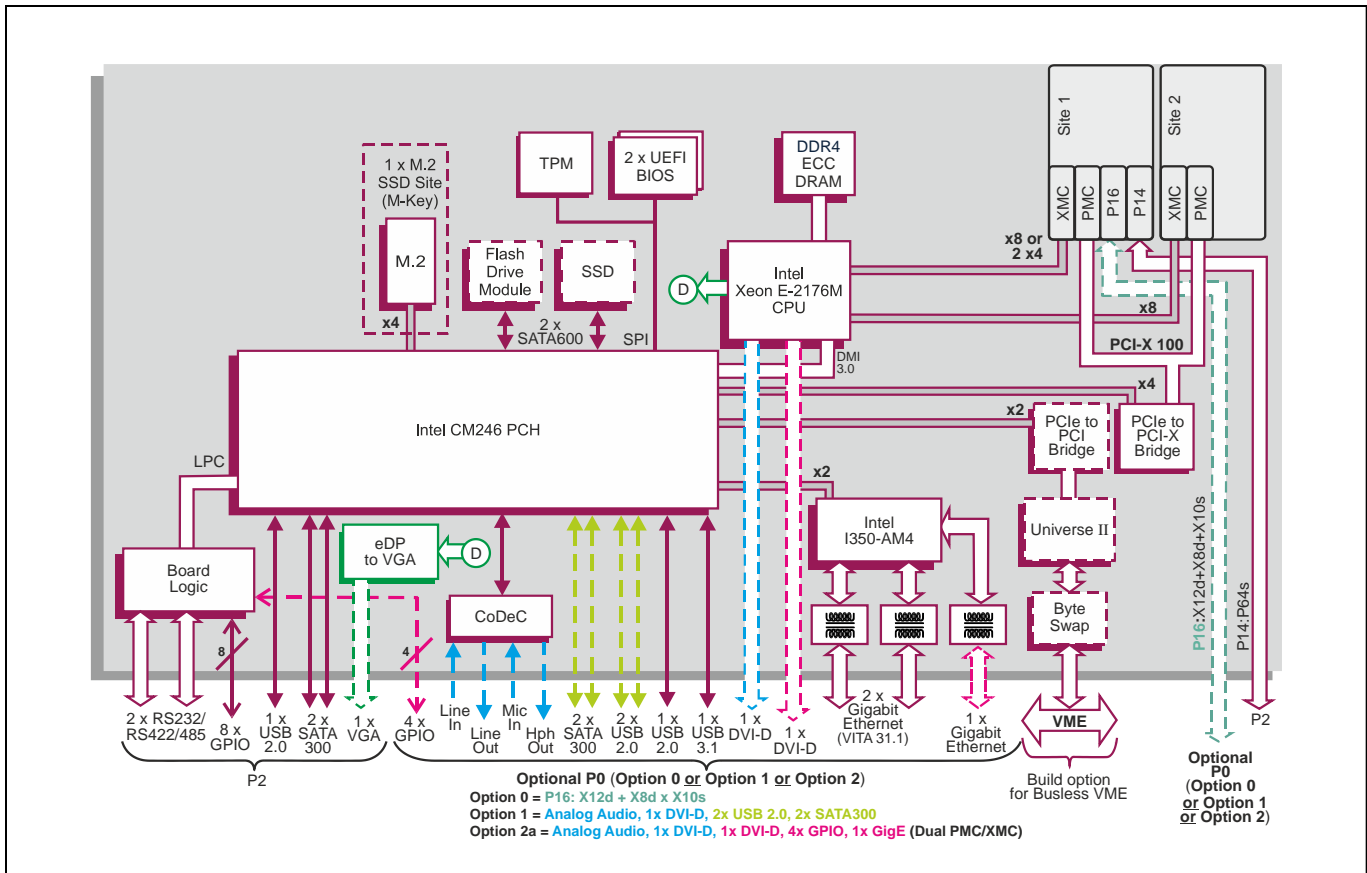 Site 1
Site 2
XMC
PMC
P16
P14
XMC
PMC
1 x M.2
SSD Site
(M-Key)
M.2
x4
TPM
2 x UEFI
BIOS
DDR4
ECC
DRAM
Flash
Drive
Module
SSD
2 x
SATA600
SPI
D
Intel
Xeon E-2176M
CPU
x8 or
2 x4
x8
PCI-X 100
DMI
3.0
x4
x2
Intel CM246 PCH
PCIe to
PCI
Bridge
PCIe to
PCI-X
Bridge
LPC
x2
Intel
I350-AM4
Universe II
eDP
to VGA
D
Board
Logic
CoDeC
Byte
Swap
8
4
P16:X12d+X8d+X10s
P14:P64s
2 x RS232/
RS422/485
8x
GPIO
1 x
USB
2.0
2 x
SATA
300
1 x
VGA
4 x
GPIO
Line
In
Line
Out
Mic
In
Hph
Out
2 x
SATA
300
2 x
USB
2.0
1 x
USB
2.0
1 x
USB
3.1
1 x
DVI-D
1 x
DVI-D
2 x
Gigabit
Ethernet
(VITA 31.1)
1 x
Gigabit
Ethernet
VME
P2
P2
Build option
for Busless VME
Optional
P0
(Option 0
or Option 1
or Option 2)
Optional P0 (Option 0 or Option 1 or Option 2)
Option 0 = P16: X12d + X8d x X10s
Option 1 = Analog Audio, 1x DVI-D, 2x USB 2.0, 2x SATA300
Option 2a = Analog Audio, 1x DVI-D, 1x DVI-D, 4x GPIO, 1x GigE (Dual PMC/XMC)